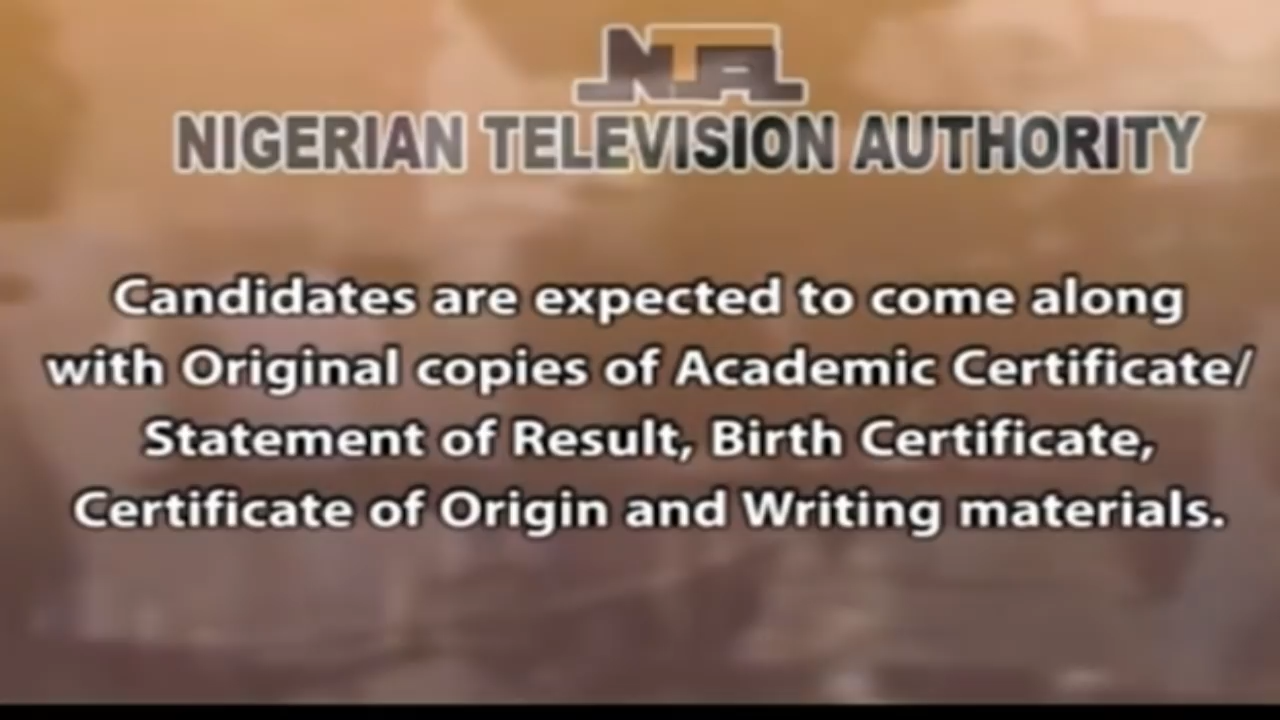 NTA
NIGERIAN TELEVISION AUTHORITY
Candidates are expected to come along
with Original copies of Academic Certificate/
Statement of Result, Birth Certificate,
Certificate of Origin and Writing materials.